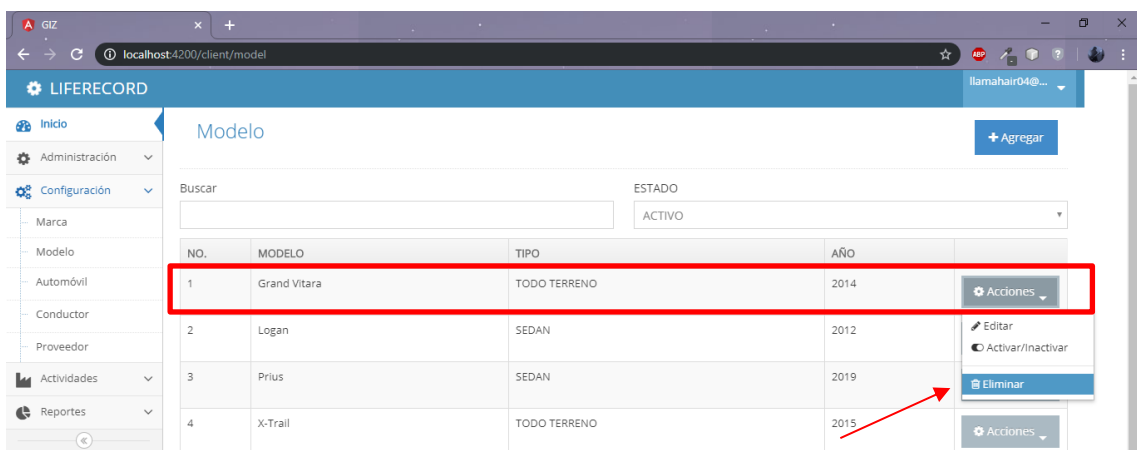 GIZ
localhost:4200/client/model
ABP
LIFERECORD
llamahair04@...
Inicio
Administración
Configuración
Marca
Modelo
Automóvil
Conductor
Proveedor
Actividades
Reportes
Modelo
Agregar
Buscar
ESTADO
ACTIVO
NO. MODELO TIPO AÑO
1 Grand Vitara TODO TERRENO 2014 Acciones
2 Logan SEDAN 2012
3 Prius SEDAN 2019
4 X-Trail TODO TERRENO 2015 Acciones
Editar
Activar/Inactivar
Eliminar